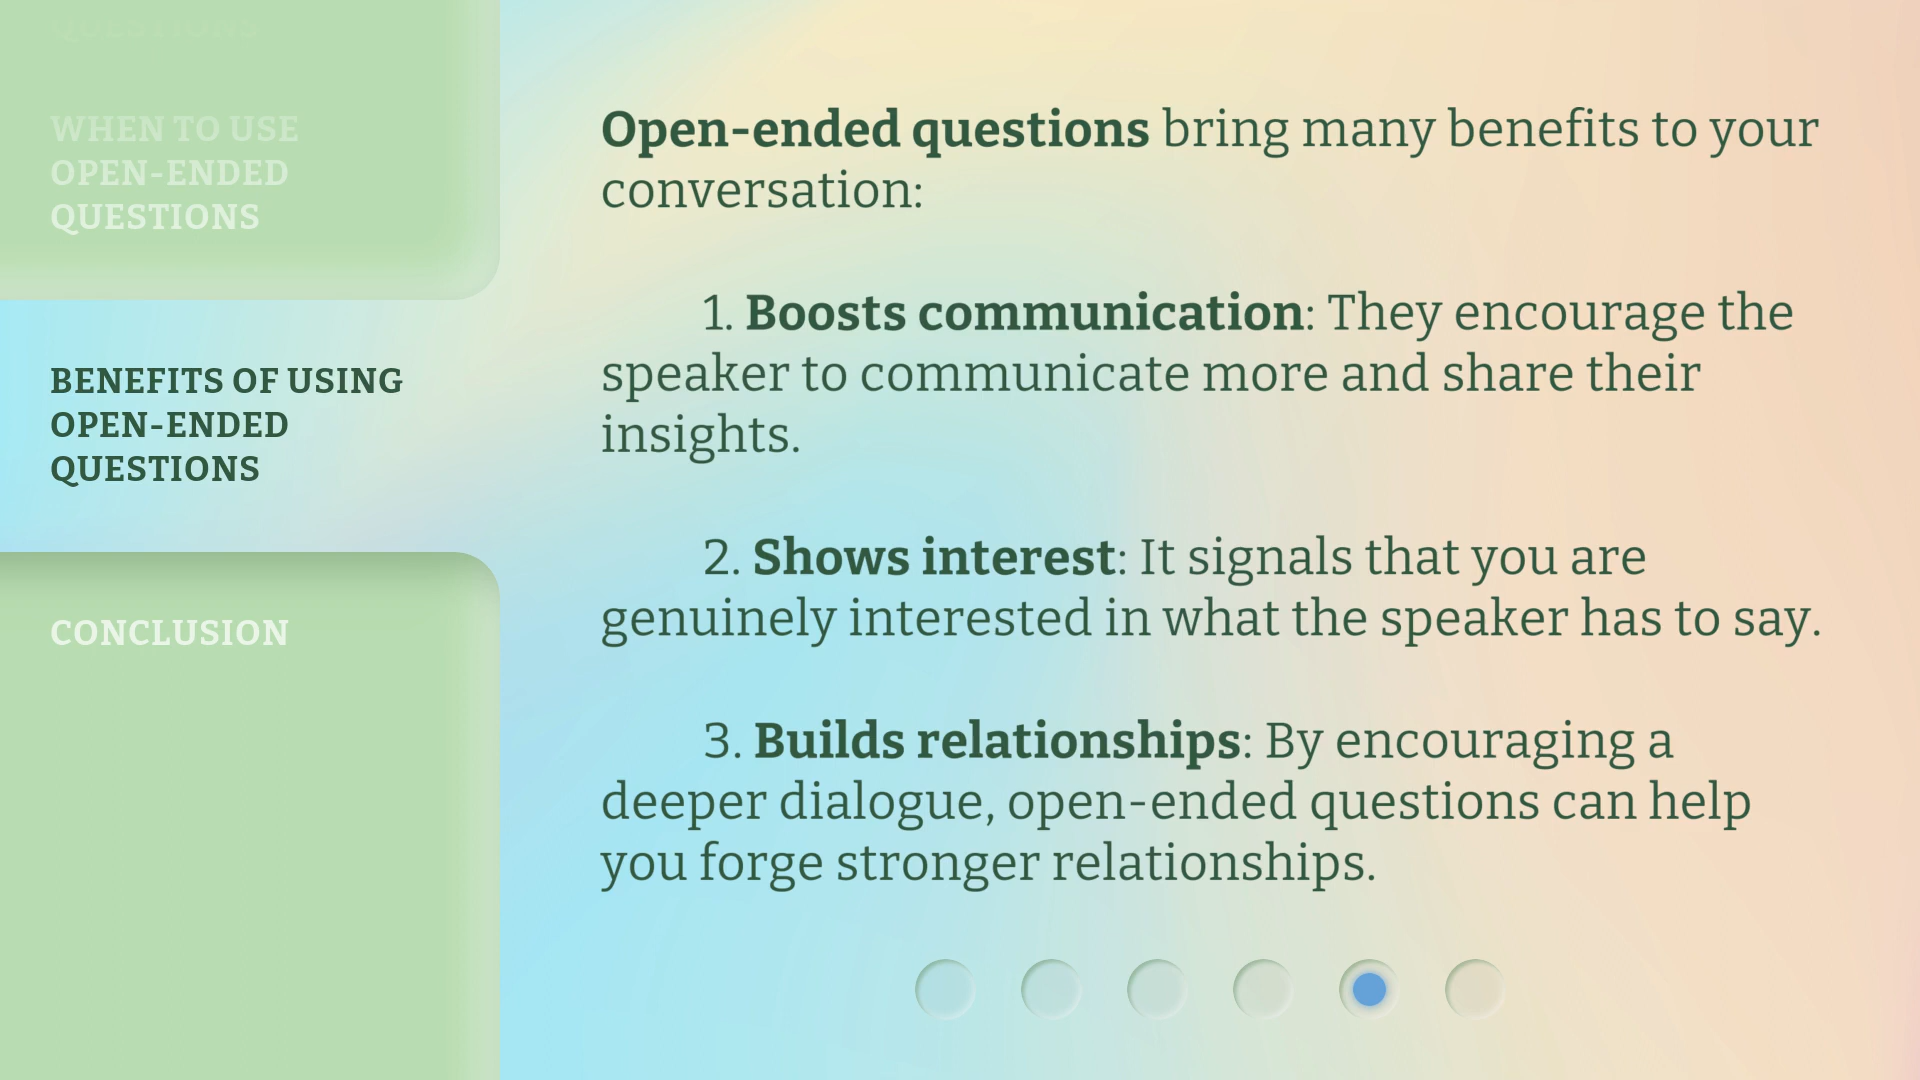 QUESTIONS
WHEN TO USE
OPEN-ENDED
QUESTIONS
BENEFITS OF USING
OPEN-ENDED
QUESTIONS
CONCLUSION
Open-ended questions bring many benefits to your
conversation:
1. Boosts communication: They encourage the
speaker to communicate more and share their
insights.
2. Shows interest: It signals that you are
genuinely interested in what the speaker has to say.
3. Builds relationships: By encouraging a
deeper dialogue, open-ended questions can help
you forge stronger relationships.